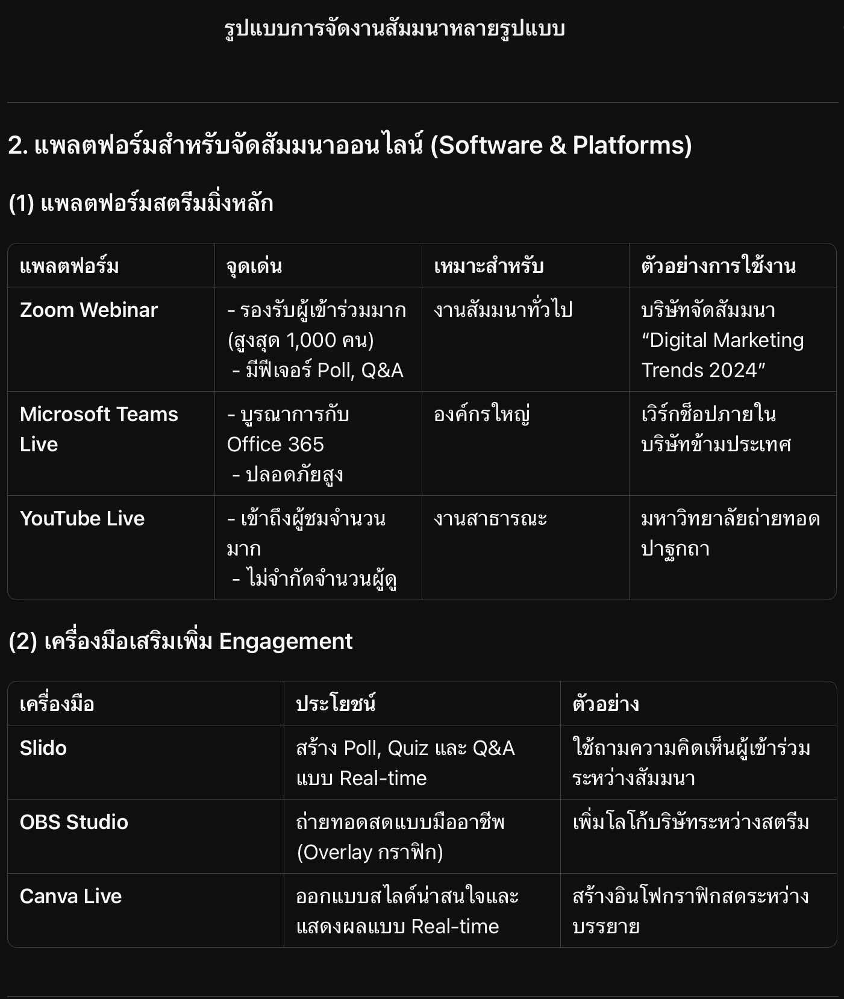 รูปแบบการจัดงานสัมมนาหลายรูปแบบ
2. แพลตฟอร์มสำหรับจัดสัมมนาออนไลน์ (Software & Platforms)
(1) แพลตฟอร์มสตรีมมิ่งหลัก
แพลตฟอร์ม
จุดเด่น
เหมาะสำหรับ
ตัวอย่างการใช้งาน
Zoom Webinar
- รองรับผู้เข้าร่วมมาก
(สูงสุด 1,000 คน)
- มีฟีเจอร์ Poll, Q&A
งานสัมมนาทั่วไป
บริษัทจัดสัมมนา
“Digital Marketing
Trends 2024”
Microsoft Teams
Live
- บูรณาการกับ
Office 365
- ปลอดภัยสูง
องค์กรใหญ่
เวิร์กช็อปภายใน
บริษัทข้ามประเทศ
YouTube Live
- เข้าถึงผู้ชมจำนวน
มาก
- ไม่จำกัดจำนวนผู้ดู
งานสาธารณะ
มหาวิทยาลัยถ่ายทอด
ปาฐกถา
(2) เครื่องมือเสริมเพิ่ม Engagement
เครื่องมือ
ประโยชน์
ตัวอย่าง
Slido
สร้าง Poll, Quiz และ Q&A
แบบ Real-time
ใช้ถามความคิดเห็นผู้เข้าร่วม
ระหว่างสัมมนา
OBS Studio
ถ่ายทอดสดแบบมืออาชีพ
(Overlay กราฟิก)
เพิ่มโลโก้บริษัทระหว่างสตรีม
Canva Live
ออกแบบสไลด์น่าสนใจและ
แสดงผลแบบ Real-time
สร้างอินโฟกราฟิกสดระหว่าง
บรรยาย